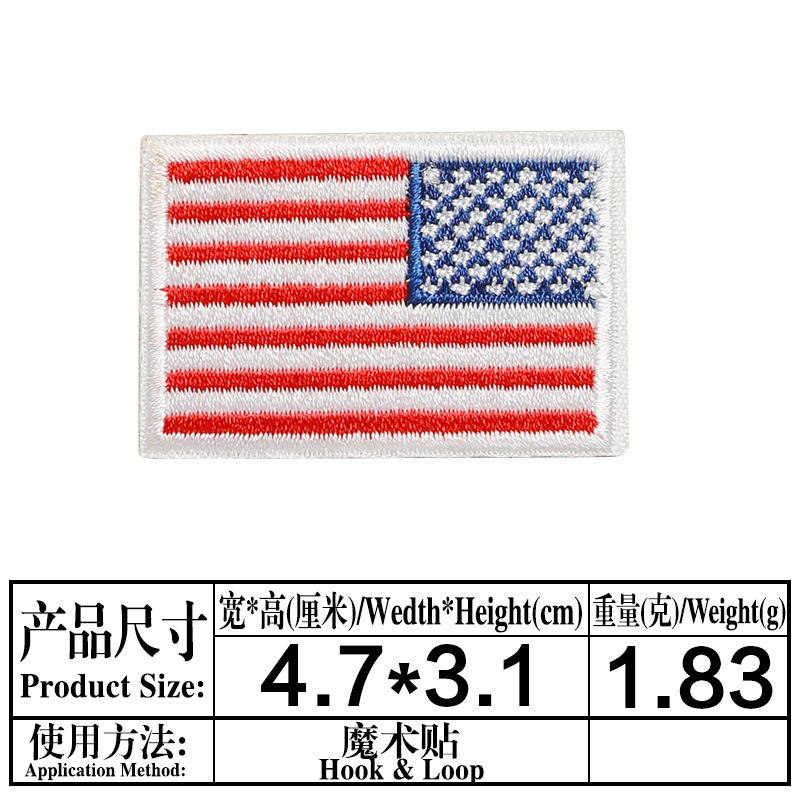 产品尺寸
Product Size:
宽*高(厘米)/Wedth*Height(cm)
重量(克)/Weight(g)
4.7*3.1
1.83
使用方法:
Application Method:
魔术贴
Hook & Loop